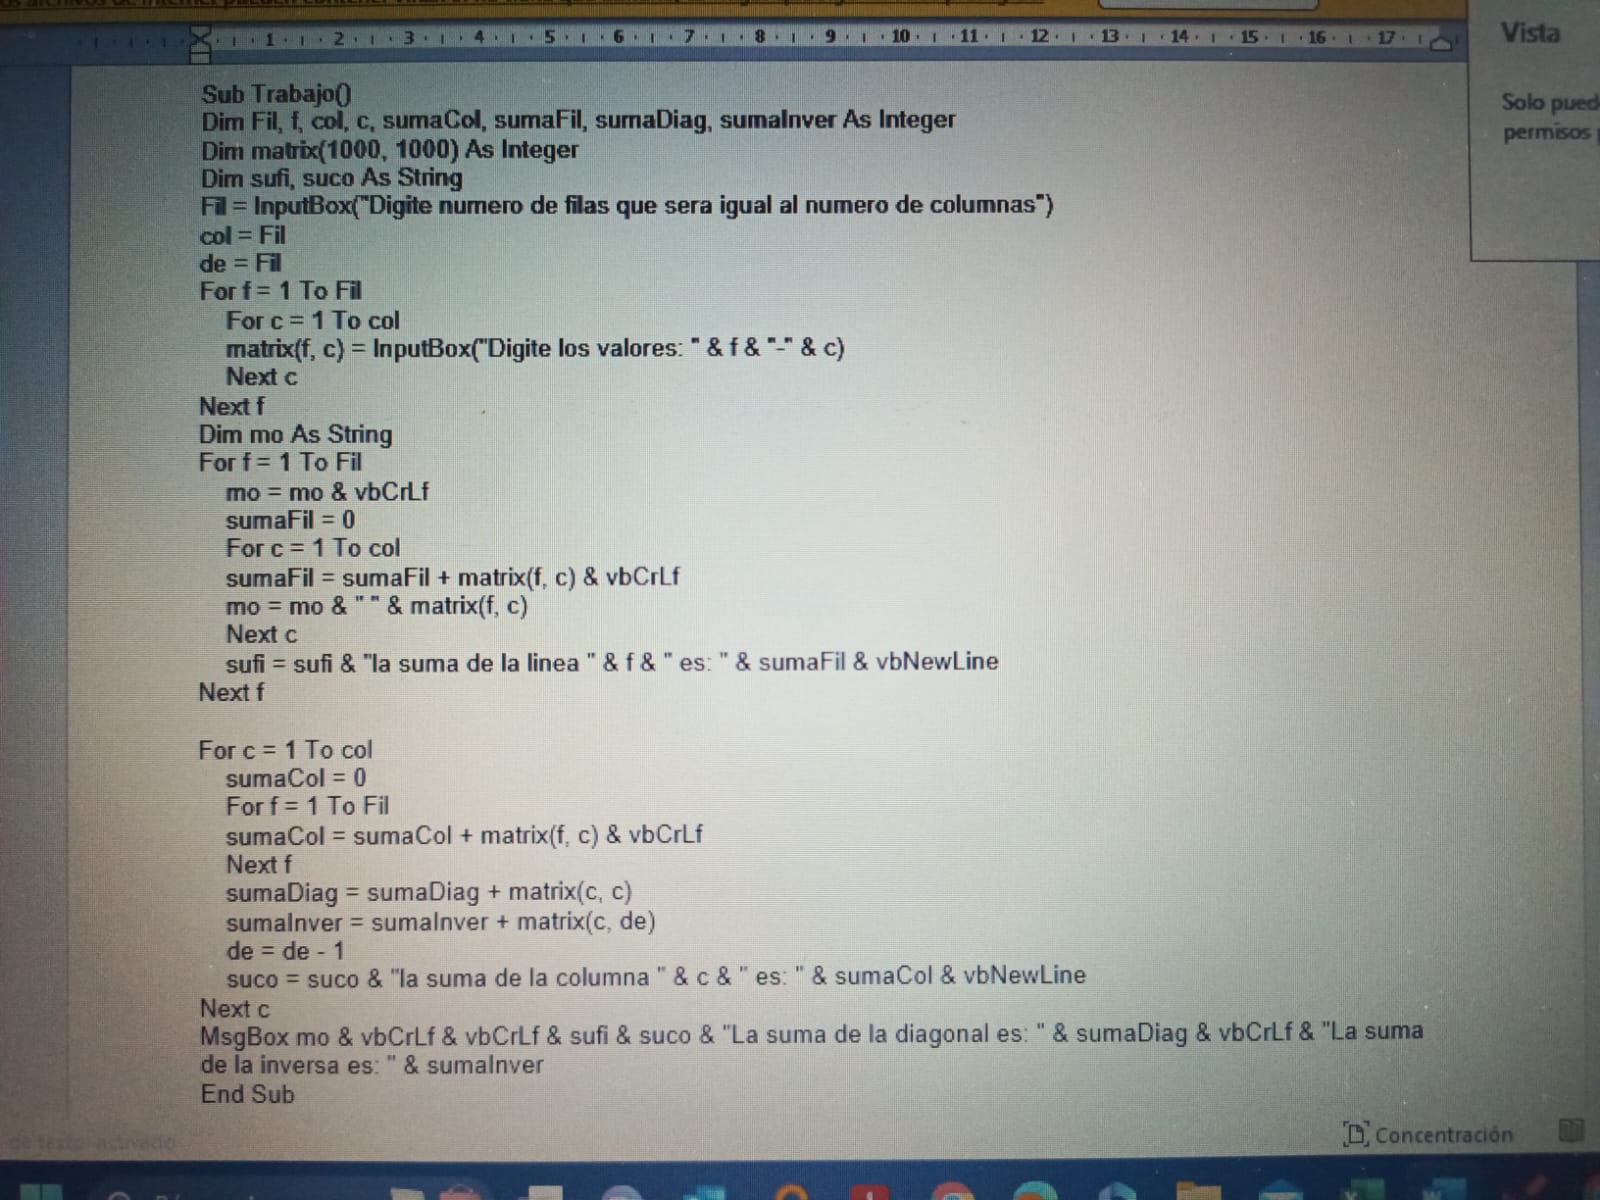 1 2 3 4 5 6 7 8 9 10 11 12 13 14 15 16 17
Vista
Solo pued
permisos
Sub Trabajo()
Dim Fil, f, col, c, sumaCol, sumaFil, sumaDiag, sumaInver As Integer
Dim matrix(1000, 1000) As Integer
Dim sufi, suco As String
Fil = InputBox("Digite numero de filas que sera igual al numero de columnas")
col = Fil
de = Fil
For f = 1 To Fil
For c = 1 To col
matrix(f, c) = InputBox("Digite los valores: " & f & "-" & c)
Next c
Next f
Dim mo As String
For f = 1 To Fil
mo = mo & vbCrLf
sumaFil = 0
For c = 1 To col
sumaFil = sumaFil + matrix(f, c) & vbCrLf
mo = mo & " " & matrix(f, c)
Next c
sufi = sufi & "la suma de la linea " & f & " es: " & sumaFil & vbNewLine
Next f
For c = 1 To col
sumaCol = 0
For f = 1 To Fil
sumaCol = sumaCol + matrix(f, c) & vbCrLf
Next f
sumaDiag = sumaDiag + matrix(c, c)
sumaInver = sumaInver + matrix(c, de)
de = de - 1
suco = suco & "la suma de la columna " & c & " es: " & sumaCol & vbNewLine
Next c
MsgBox mo & vbCrLf & vbCrLf & sufi & suco & "La suma de la diagonal es: " & sumaDiag & vbCrLf & "La suma
de la inversa es: " & sumaInver
End Sub
de texto: activado
Concentración